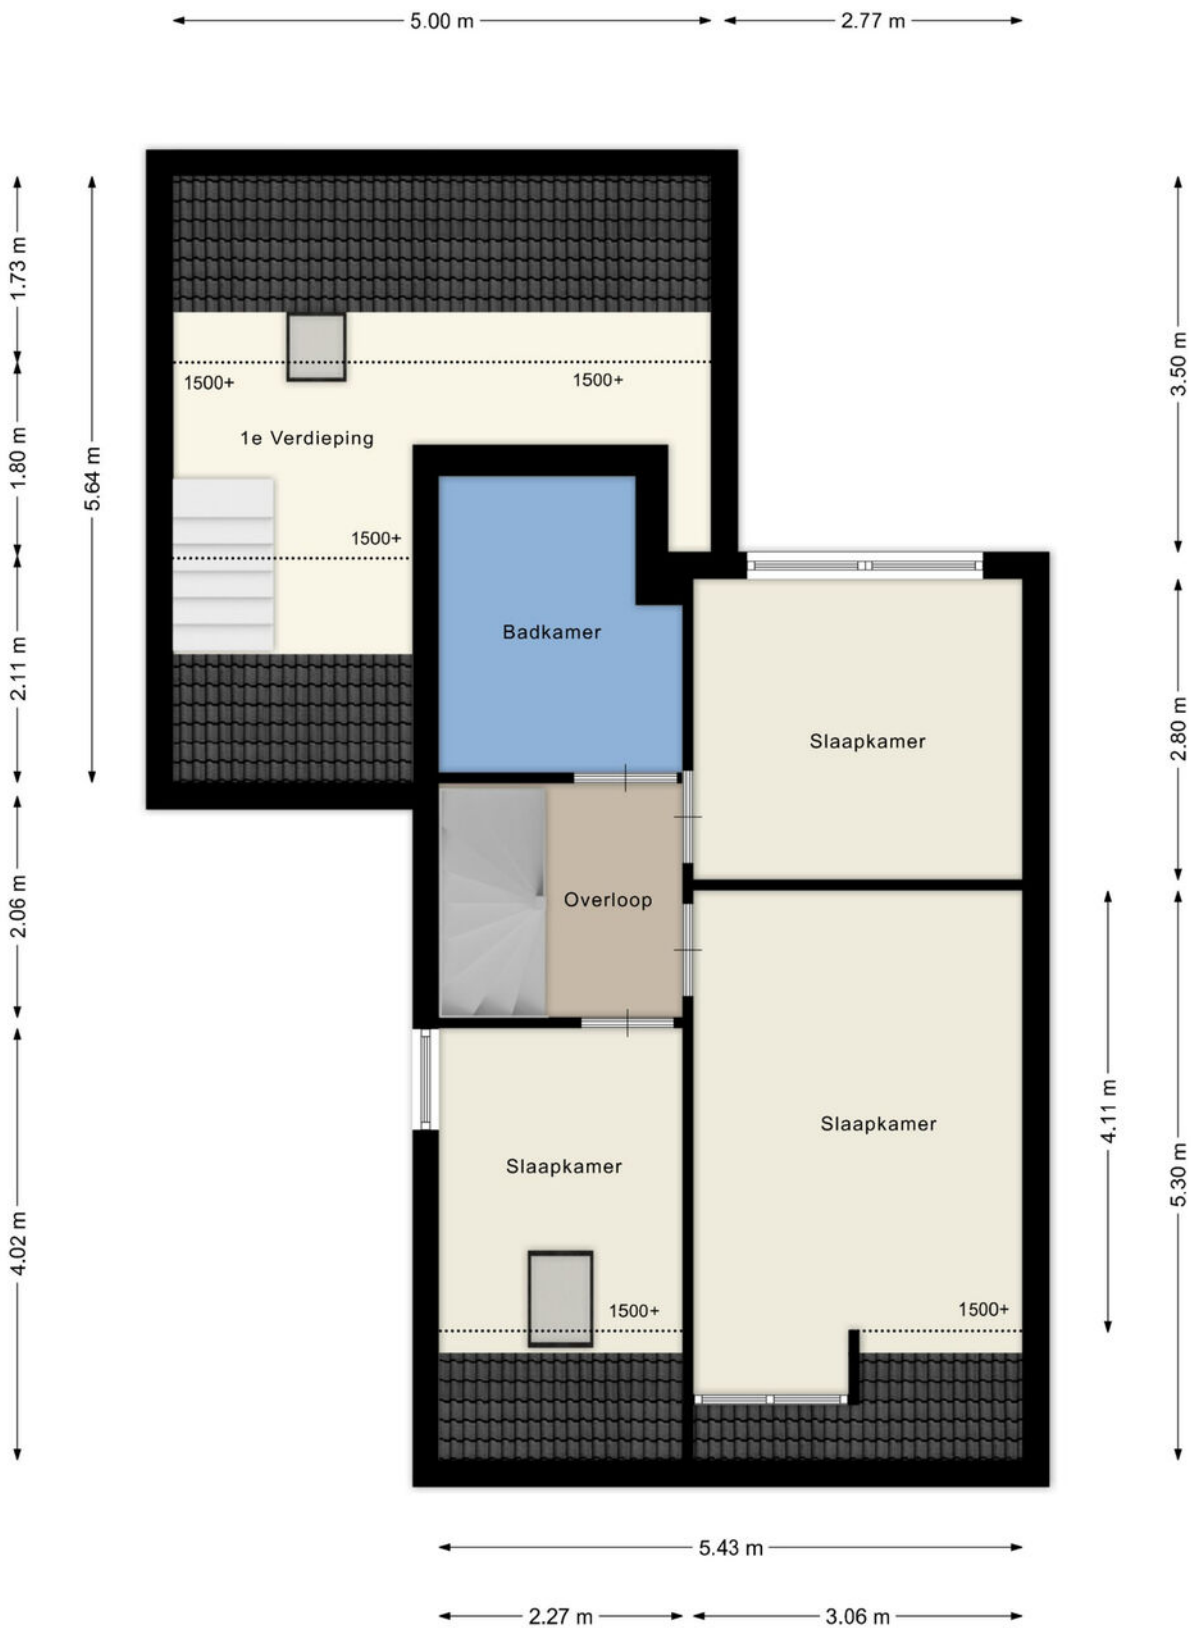 5.00 m
2.77 m
1.73 m
1.80 m
2.11 m
2.06 m
4.02 m
5.64 m
1500+
1500+
1e Verdieping
1500+
Badkamer
Slaapkamer
Overloop
Slaapkamer
Slaapkamer
1500+
1500+
3.50 m
2.80 m
4.11 m
5.30 m
5.43 m
2.27 m
3.06 m